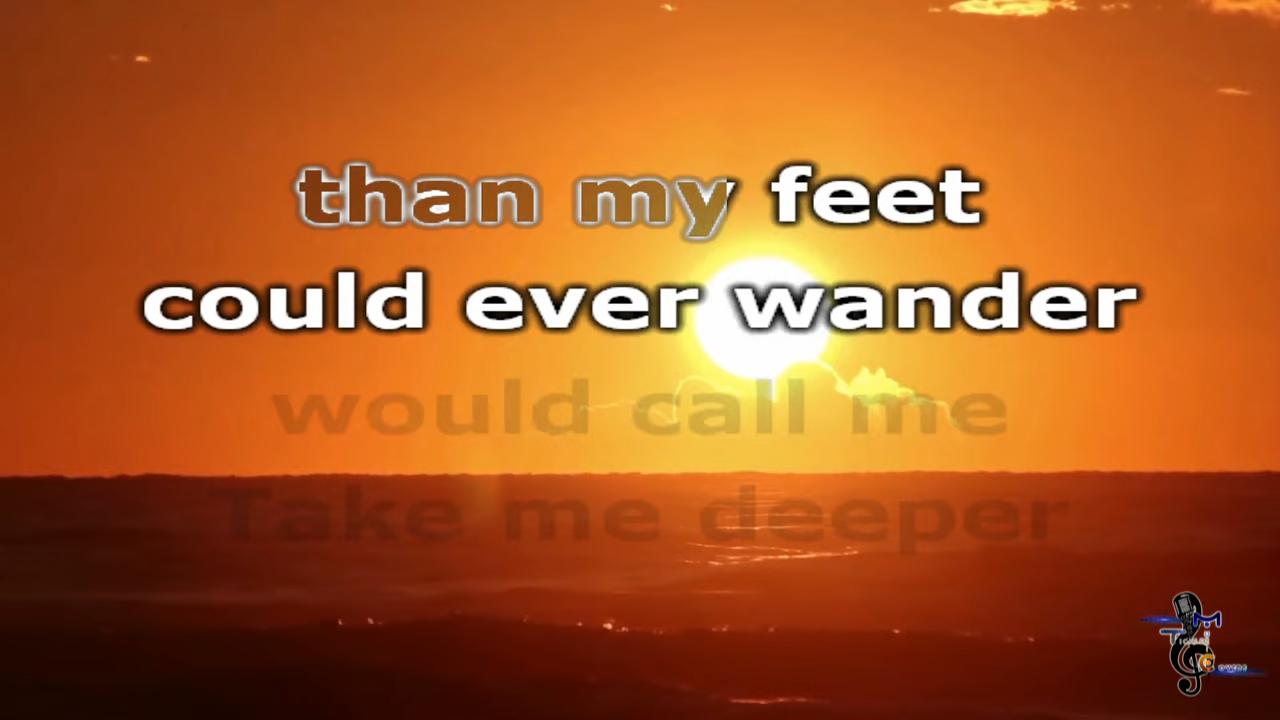 than my feet
could ever wander
would call me
Take me deeper